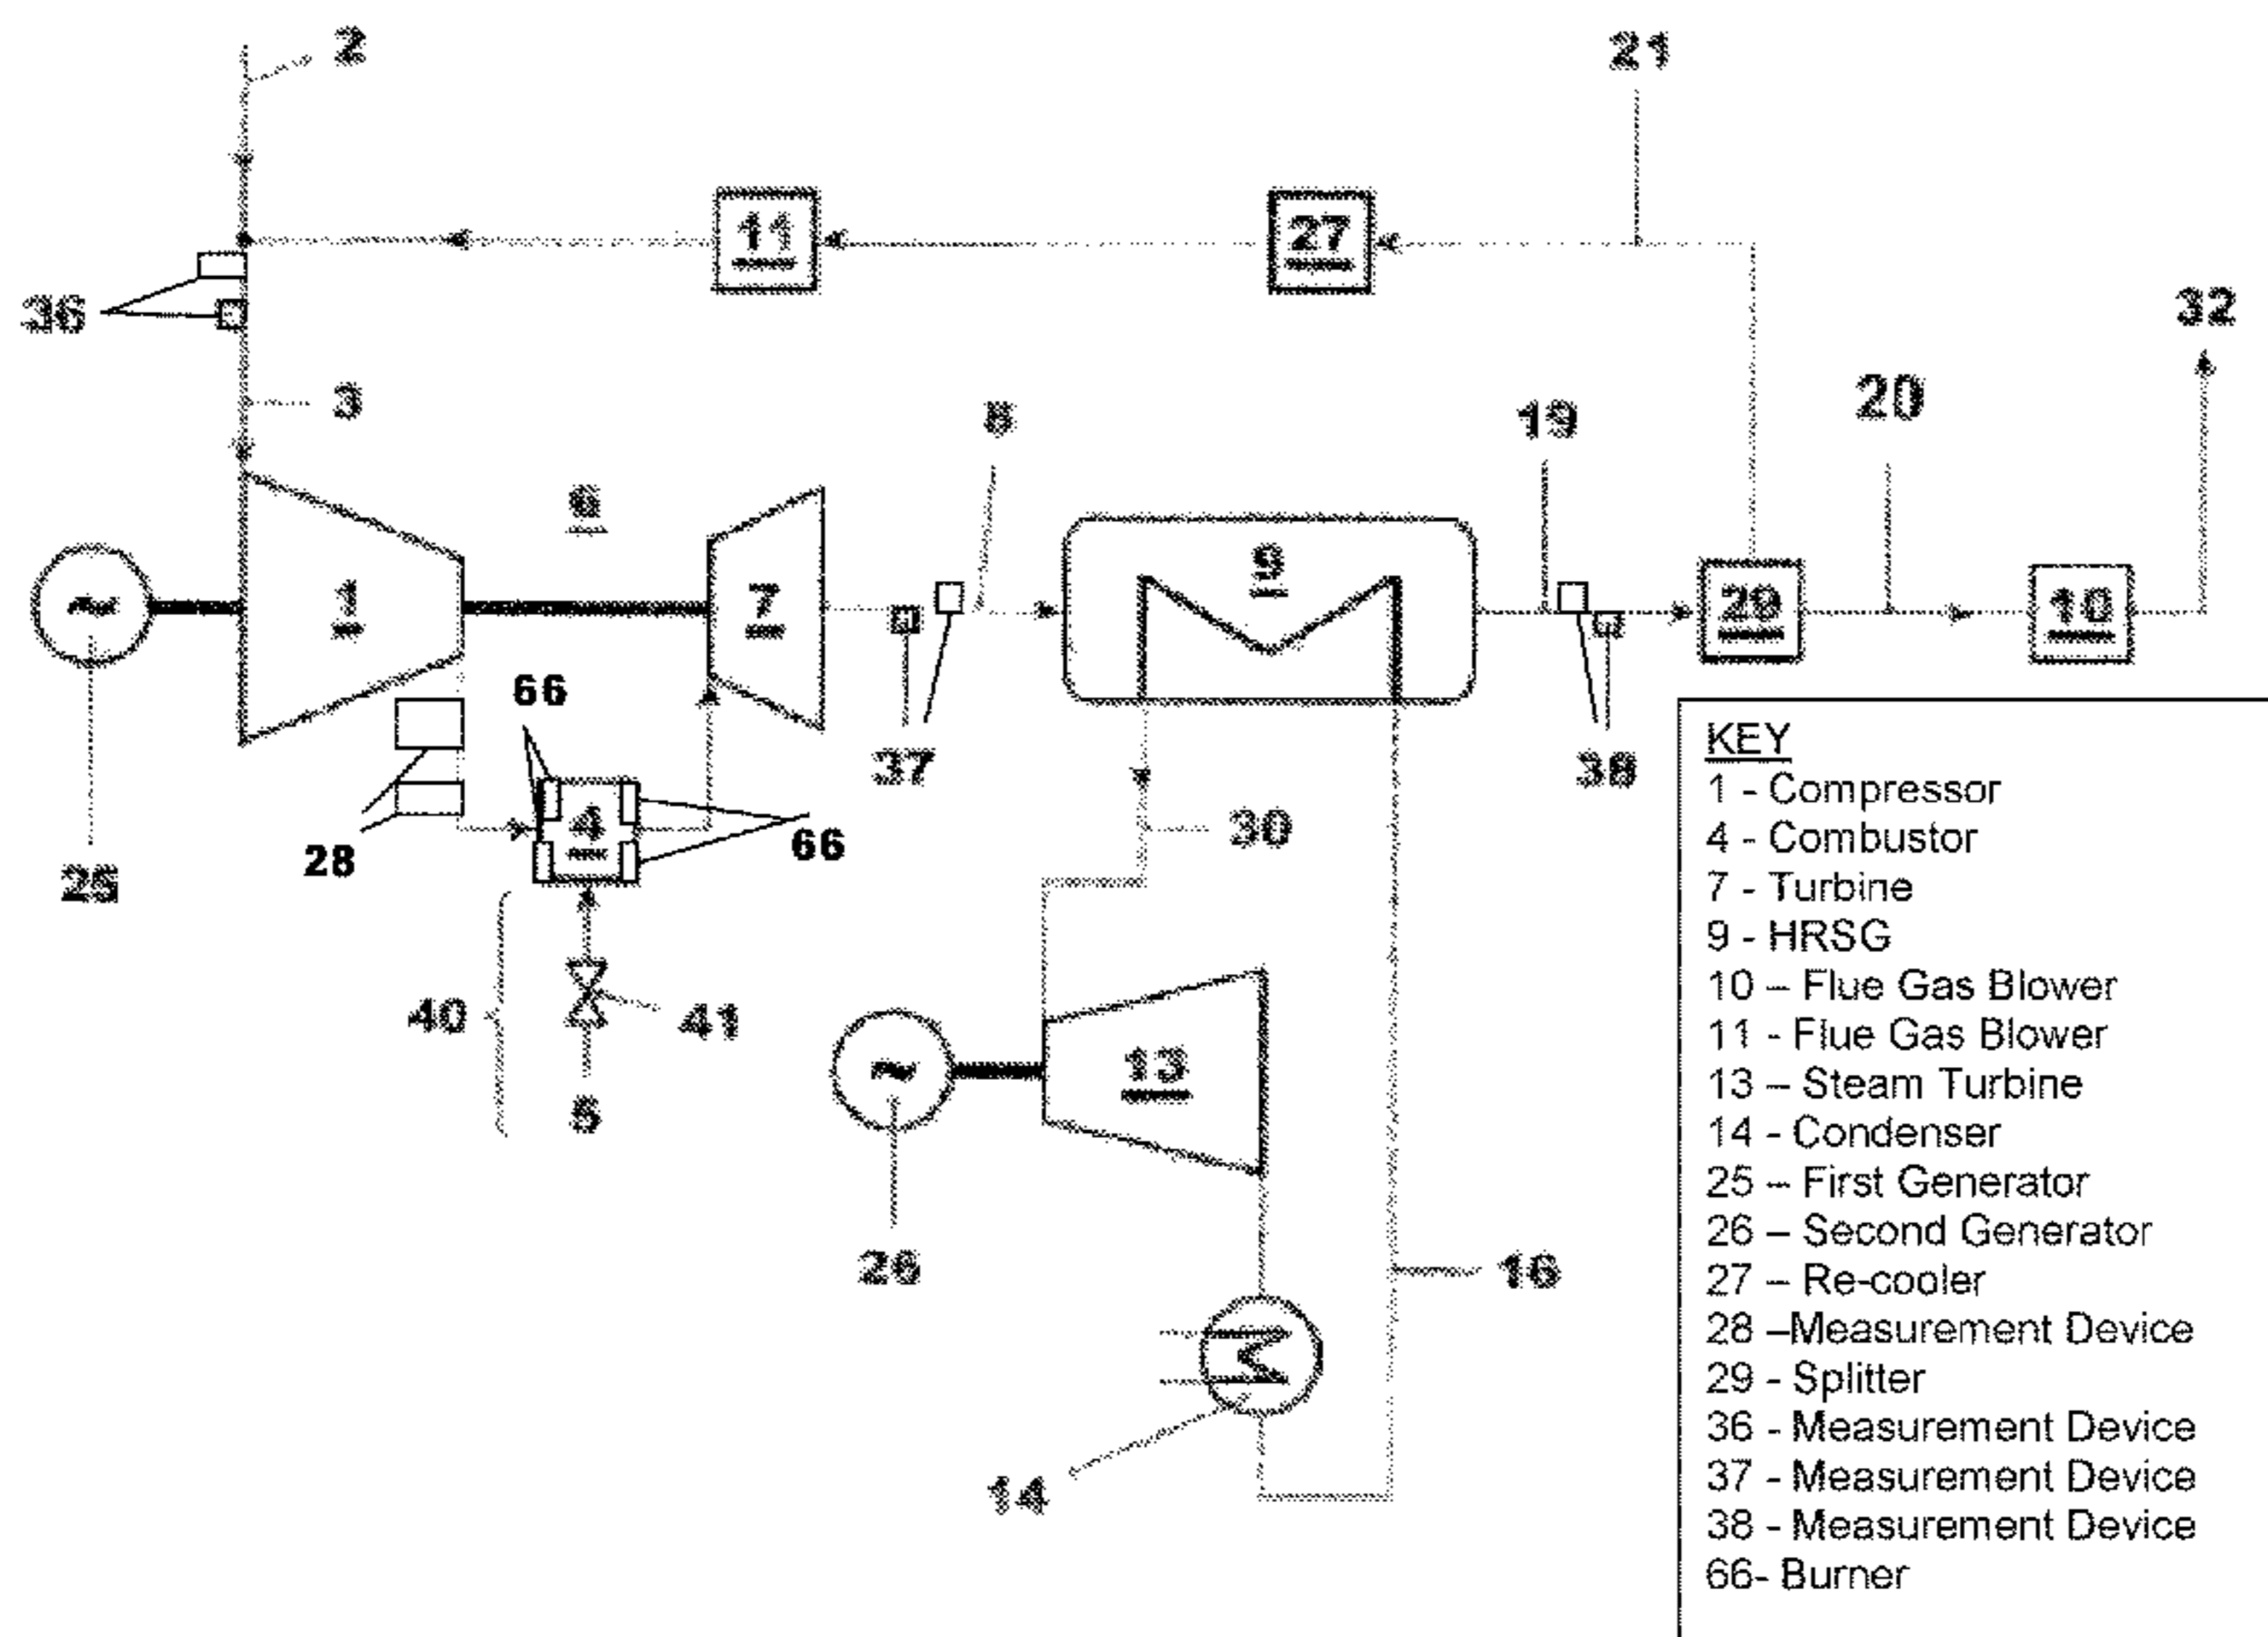 2
21
11
27
36
32
3
8
19
20
6
9
1
7
29
10
66
37
38
4
30
28
66
25
40
41
13
5
26
16
14
KEY
1 - Compressor
4 - Combustor
7 - Turbine
9 - HRSG
10 – Flue Gas Blower
11 - Flue Gas Blower
13 – Steam Turbine
14 - Condenser
25 – First Generator
26 – Second Generator
27 – Re-cooler
28 –Measurement Device
29 - Splitter
36 - Measurement Device
37 - Measurement Device
38 - Measurement Device
66- Burner